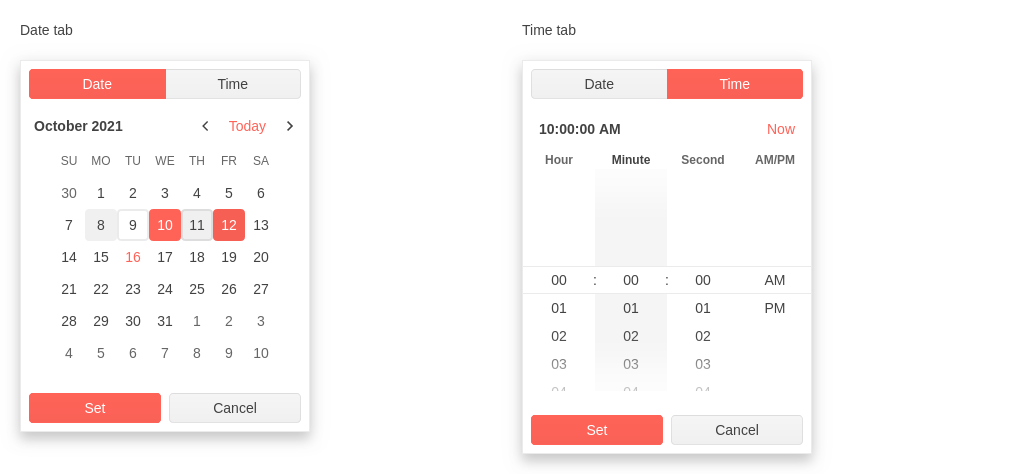 Date tab
Date Time
October 2021 Today
SU MO TU WE TH FR SA
30 1 2 3 4 5 6
7 8 9 10 11 12 13
14 15 16 17 18 19 20
21 22 23 24 25 26 27
28 29 30 31 1 2 3
4 5 6 7 8 9 10
Set Cancel
Time tab
Date Time
10:00:00 AM Now
Hour Minute Second AM/PM
00 : 00 : 00 AM
01 01 01 PM
02 02 02
03 03 03
04 04 04
Set Cancel